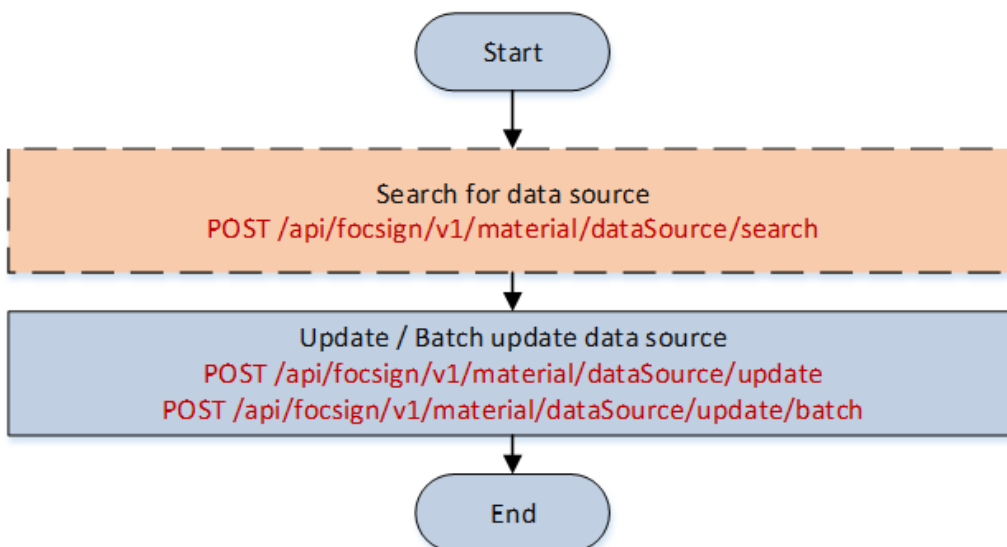 Start
Search for data source
POST /api/focsign/v1/material/dataSource/search
Update / Batch update data source
POST /api/focsign/v1/material/dataSource/update
POST /api/focsign/v1/material/dataSource/update/batch
End